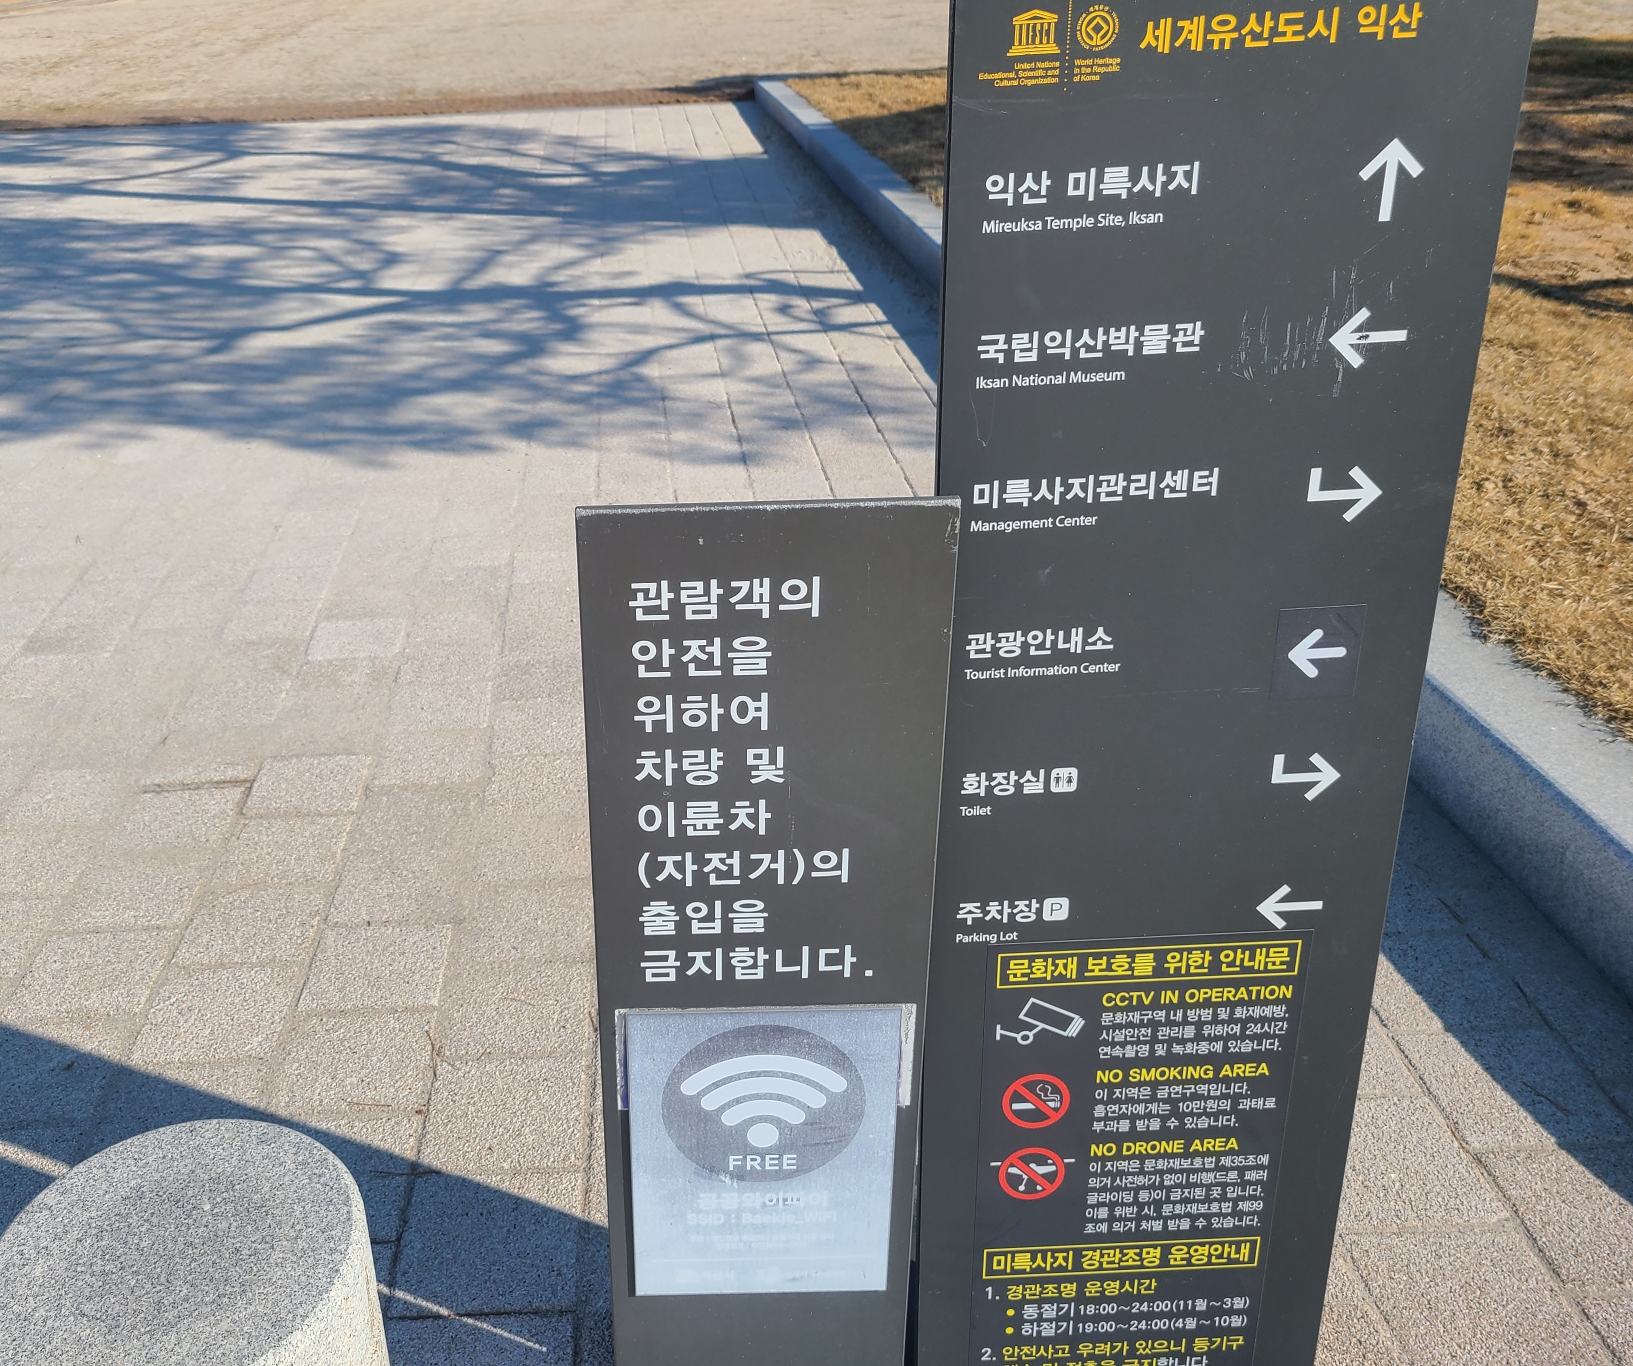 UNESCO
United Nations
Educational, Scientific and
Cultural Organization
World Heritage
in the Republic
of Korea
세계유산도시 익산
익산 미륵사지
Mireuksa Temple Site, Iksan
국립익산박물관
Iksan National Museum
미륵사지관리센터
Management Center
관광안내소
Tourist Information Center
화장실
Toilet
주차장 P
Parking Lot
문화재 보호를 위한 안내문
CCTV IN OPERATION
문화재구역 내 방범 및 화재예방,
시설안전 관리를 위하여 24시간
연속촬영 및 녹화중에 있습니다.
NO SMOKING AREA
이 지역은 금연구역입니다.
흡연자에게는 10만원의 과태료
부과를 받을 수 있습니다.
NO DRONE AREA
이 지역은 문화재보호법 제35조에
의거 사전허가 없이 비행(드론, 패러
글라이딩 등)이 금지된 곳 입니다.
이를 위반 시, 문화재보호법 제99
조에 의거 처벌 받을 수 있습니다.
미륵사지 경관조명 운영안내
1. 경관조명 운영시간
• 동절기 18:00~24:00(11월~3월)
• 하절기 19:00~24:00(4월~10월)
2. 안전사고 우려가 있으니 등기구
금지합니다
관람객의
안전을
위하여
차량 및
이륜차
(자전거)의
출입을
금지합니다.
FREE
공공와이파이
SSID : Baekje_WiFi